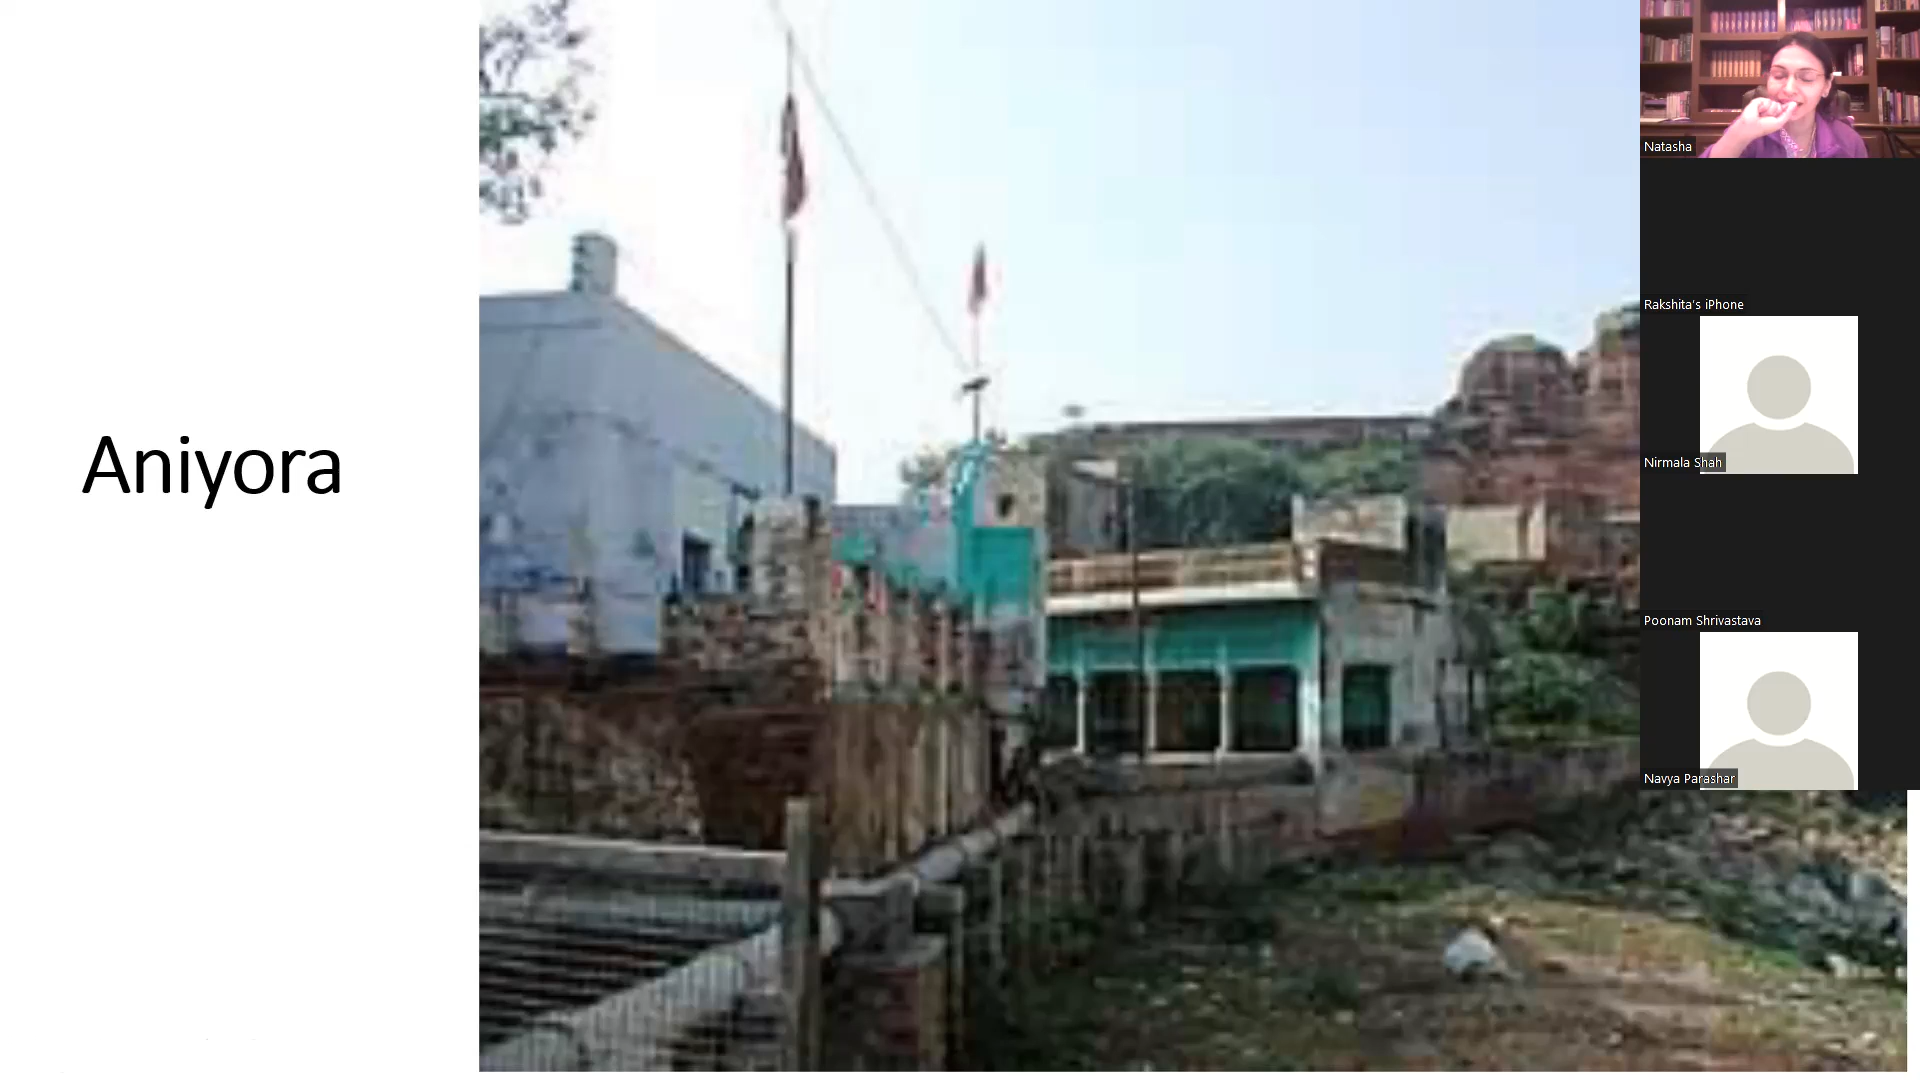 Aniyora
Natasha
Rakshita's iPhone
Nirmala Shah
Poonam Shrivastava
Navya Parashar